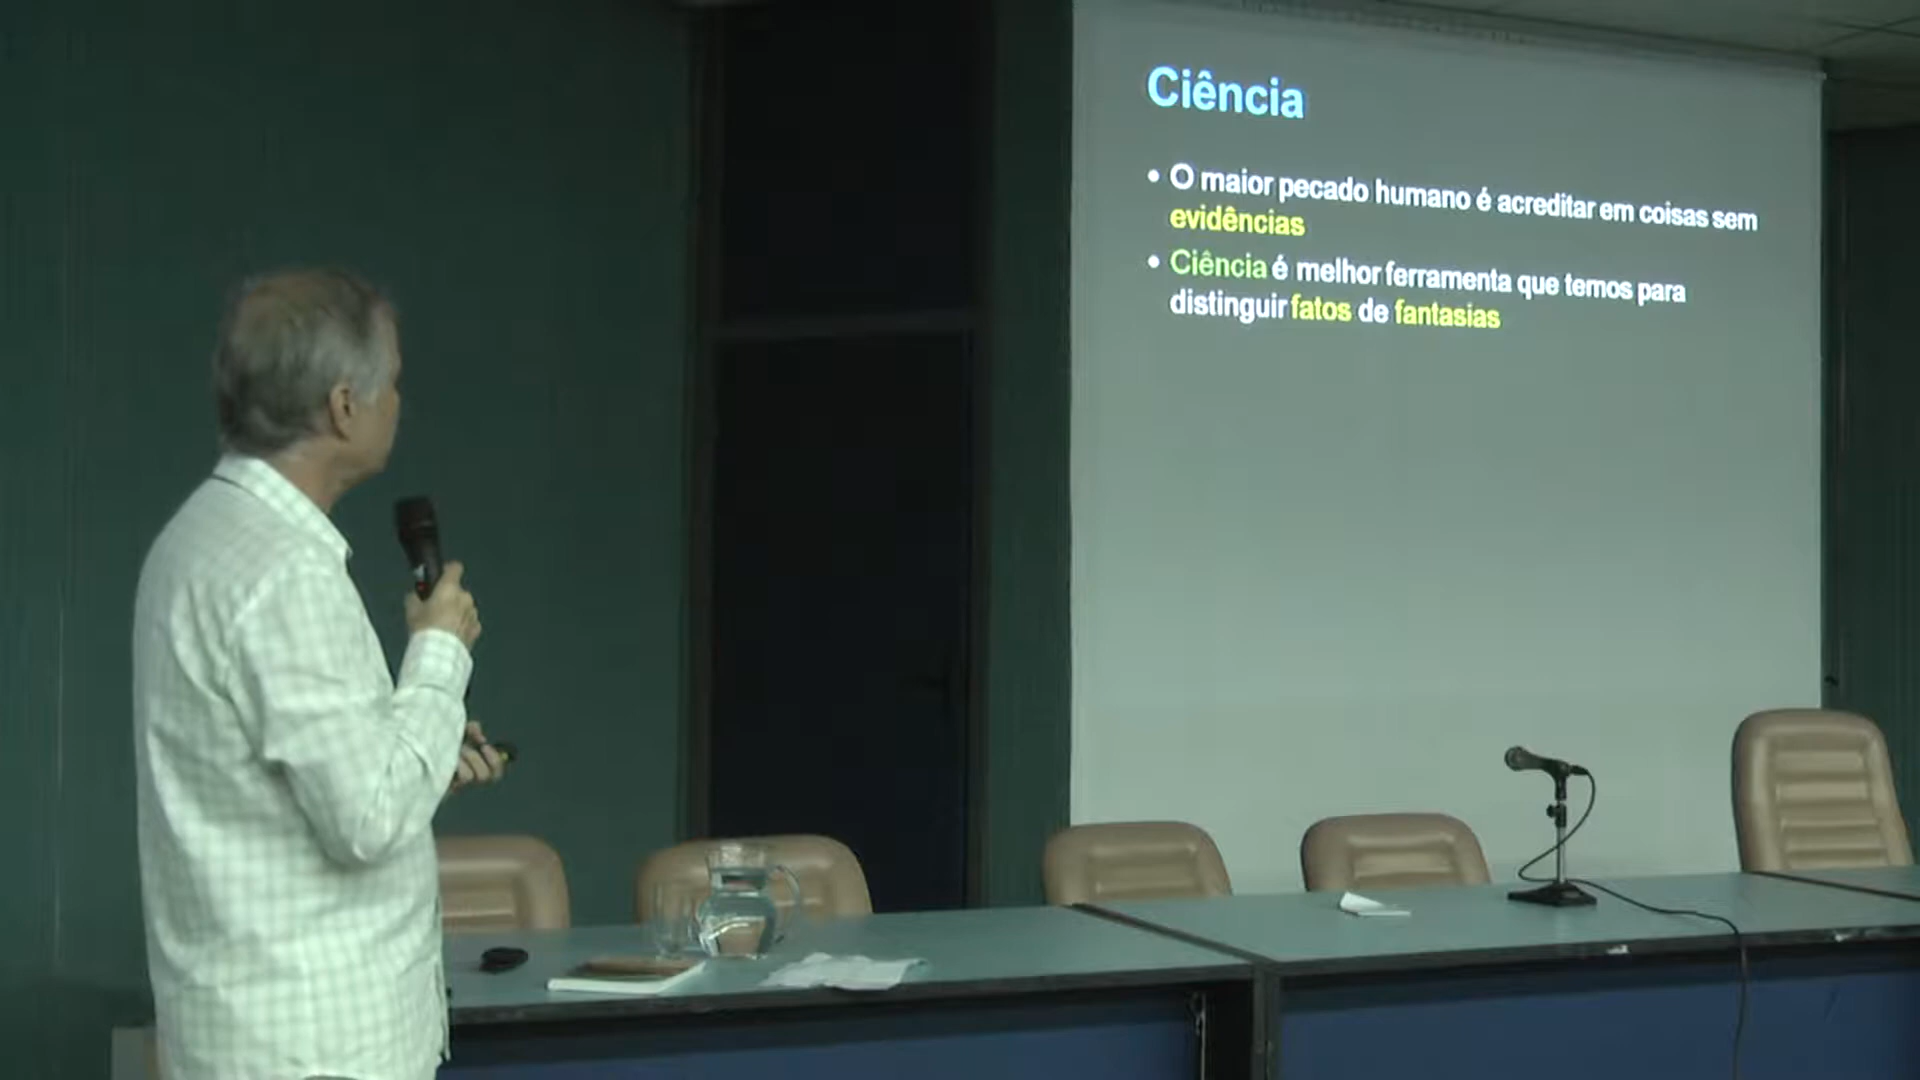 Ciência
• O maior pecado humano é acreditar em coisas sem
evidências
• Ciência é melhor ferramenta que temos para
distinguir fatos de fantasias